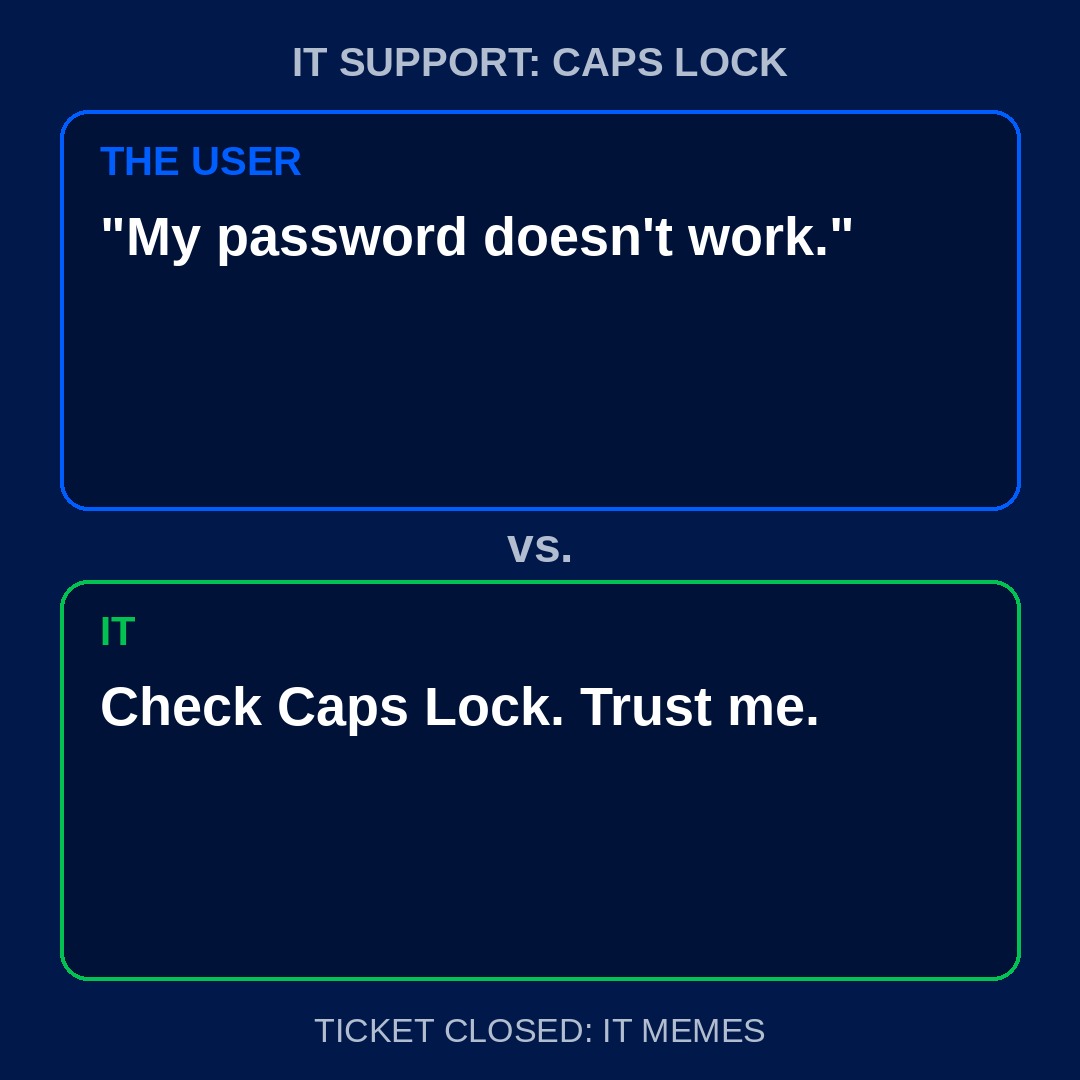 IT SUPPORT: CAPS LOCK
THE USER
"My password doesn't work."
vs.
IT
Check Caps Lock. Trust me.
TICKET CLOSED: IT MEMES